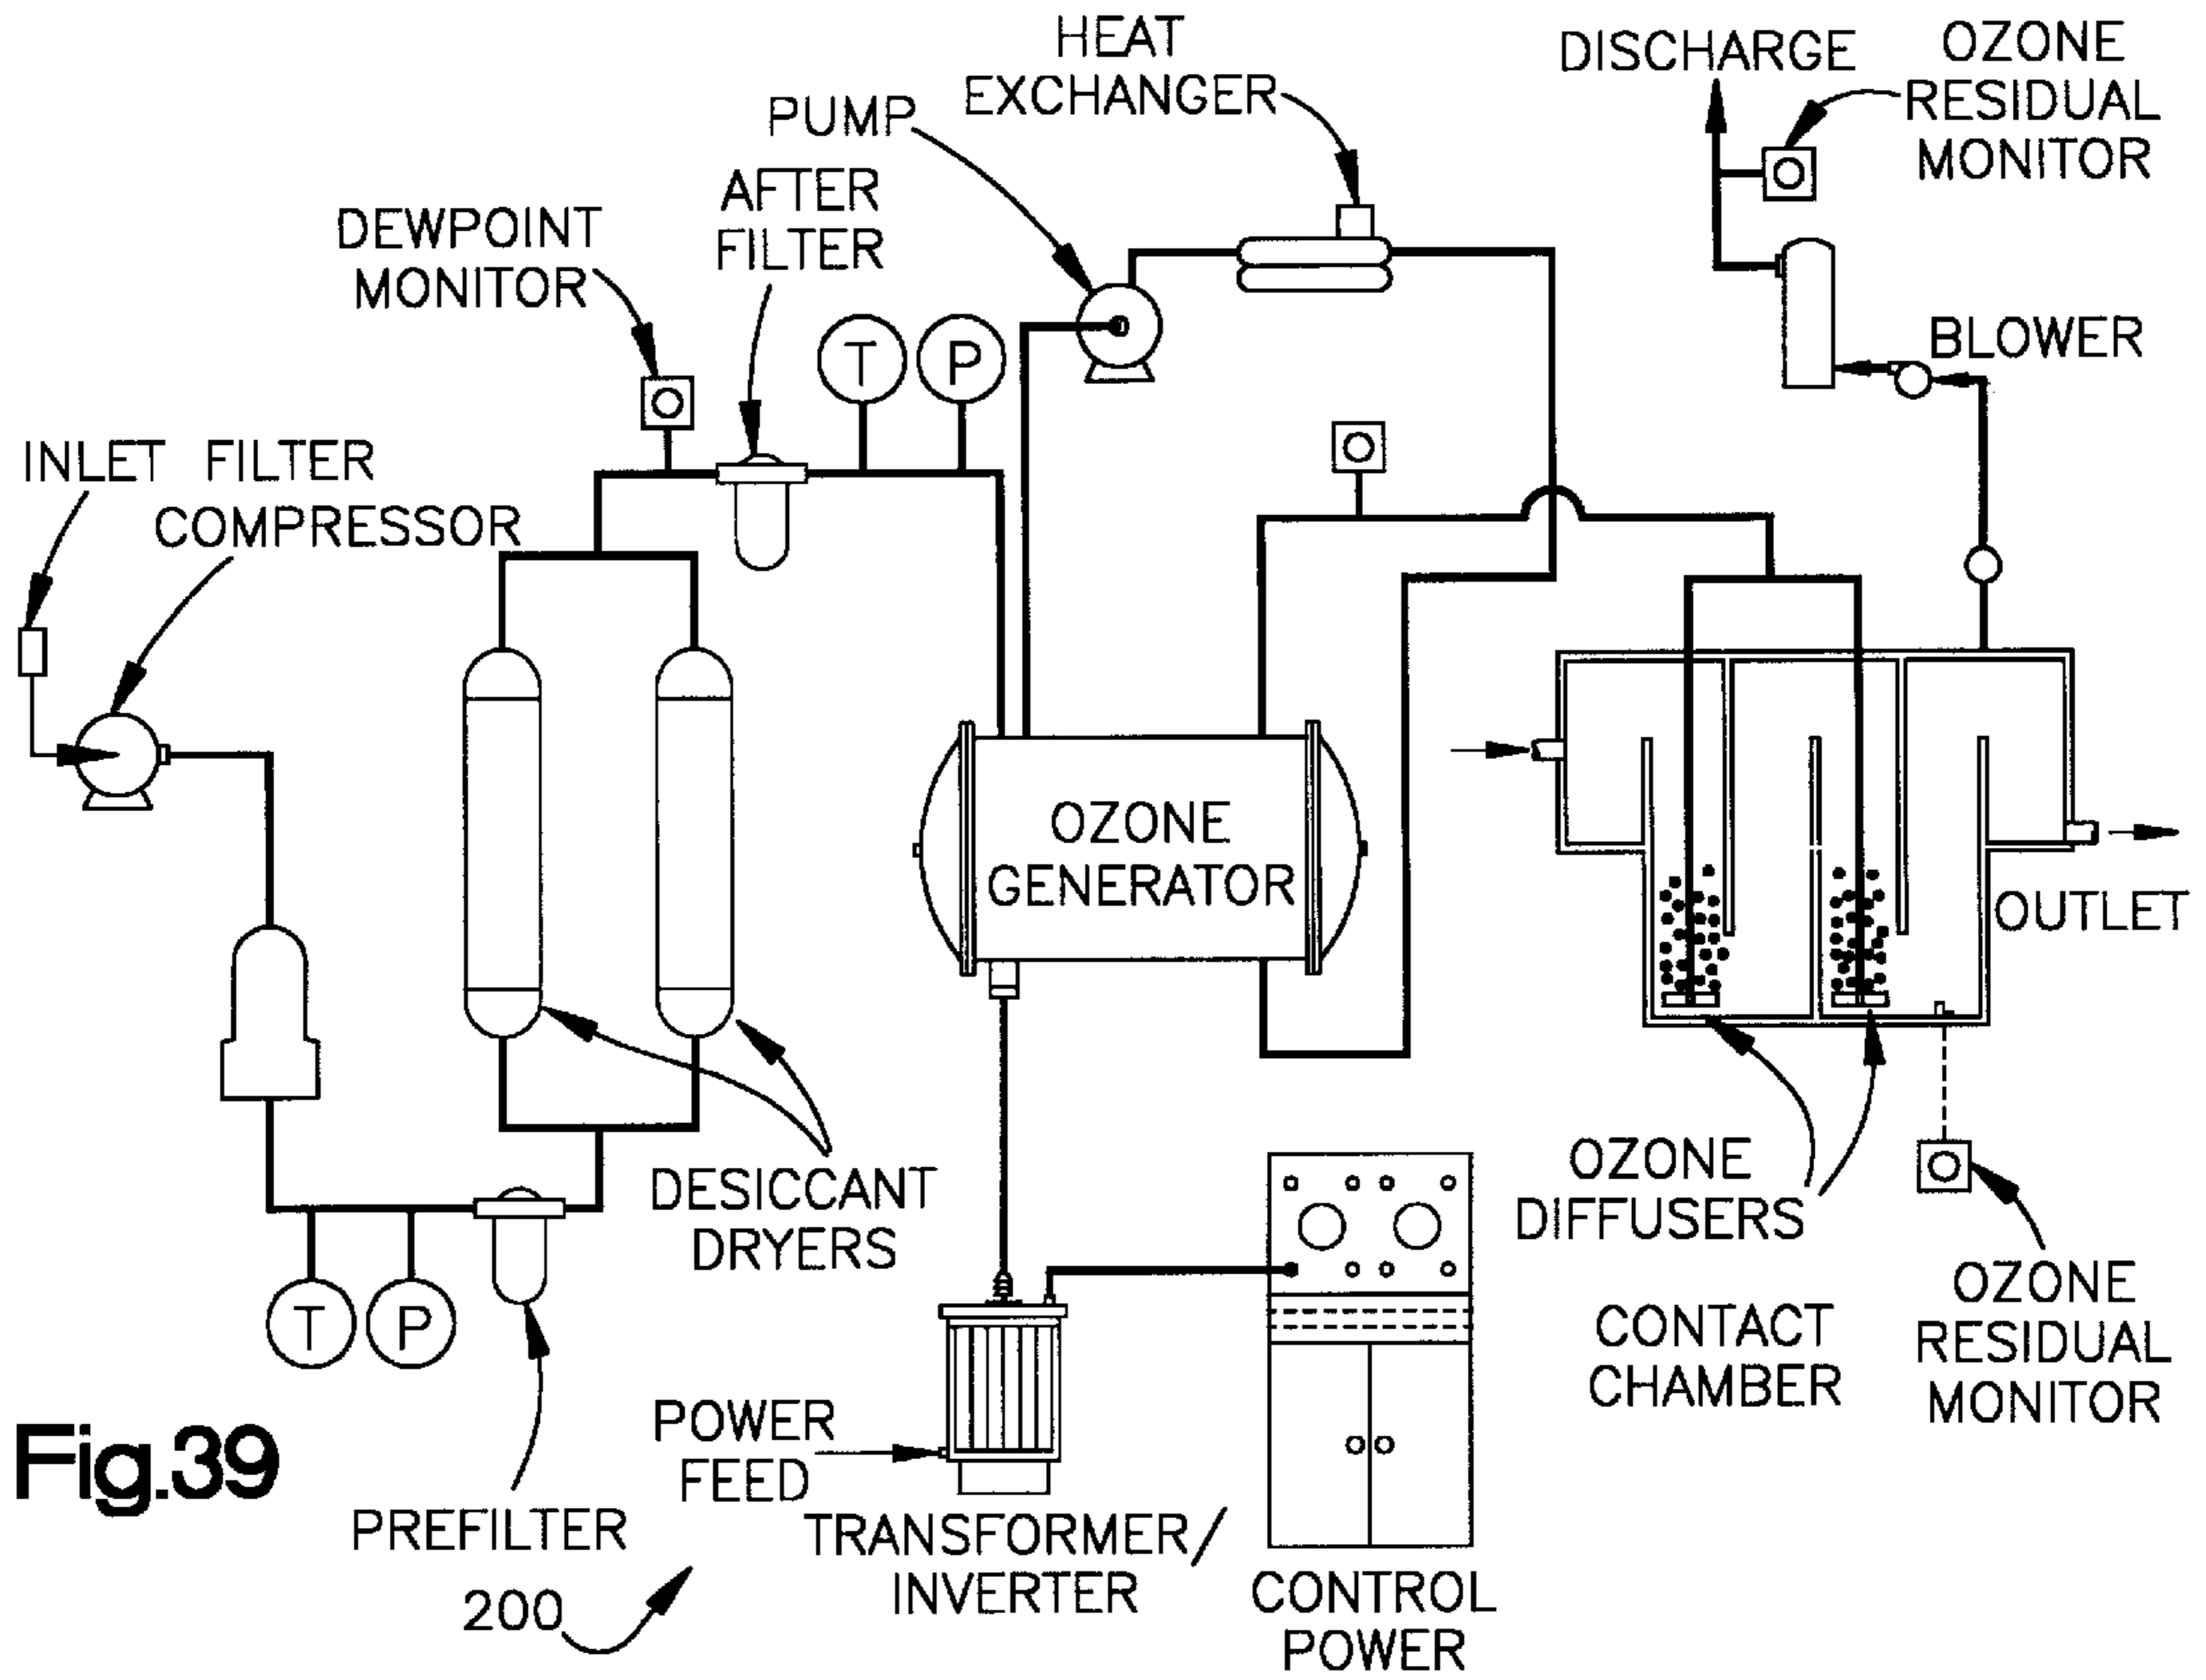 HEAT
EXCHANGER
DISCHARGE
OZONE
RESIDUAL
MONITOR
PUMP
AFTER
FILTER
DEWPOINT
MONITOR
T
P
BLOWER
INLET FILTER
COMPRESSOR
OZONE
GENERATOR
OUTLET
DESICCANT
DRYERS
OZONE
DIFFUSERS
T
P
OZONE
RESIDUAL
MONITOR
CONTACT
CHAMBER
POWER
FEED
Fig.39
PREFILTER
TRANSFORMER/
INVERTER
CONTROL
POWER
200